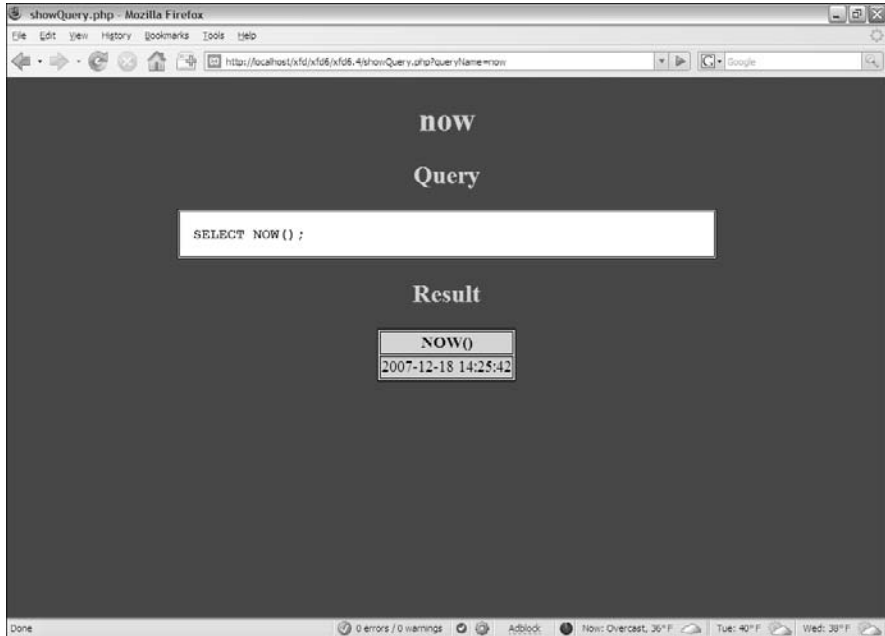 showQuery.php - Mozilla Firefox
File Edit View History Bookmarks Tools Help
http://localhost/xfd/xfd6/xfd6.4/showQuery.php?queryName=now
Google
now
Query
SELECT NOW();
Result
NOW()
2007-12-18 14:25:42
Done
0 errors / 0 warnings
Adblock
Now: Overcast, 36° F
Tue: 40° F
Wed: 38° F